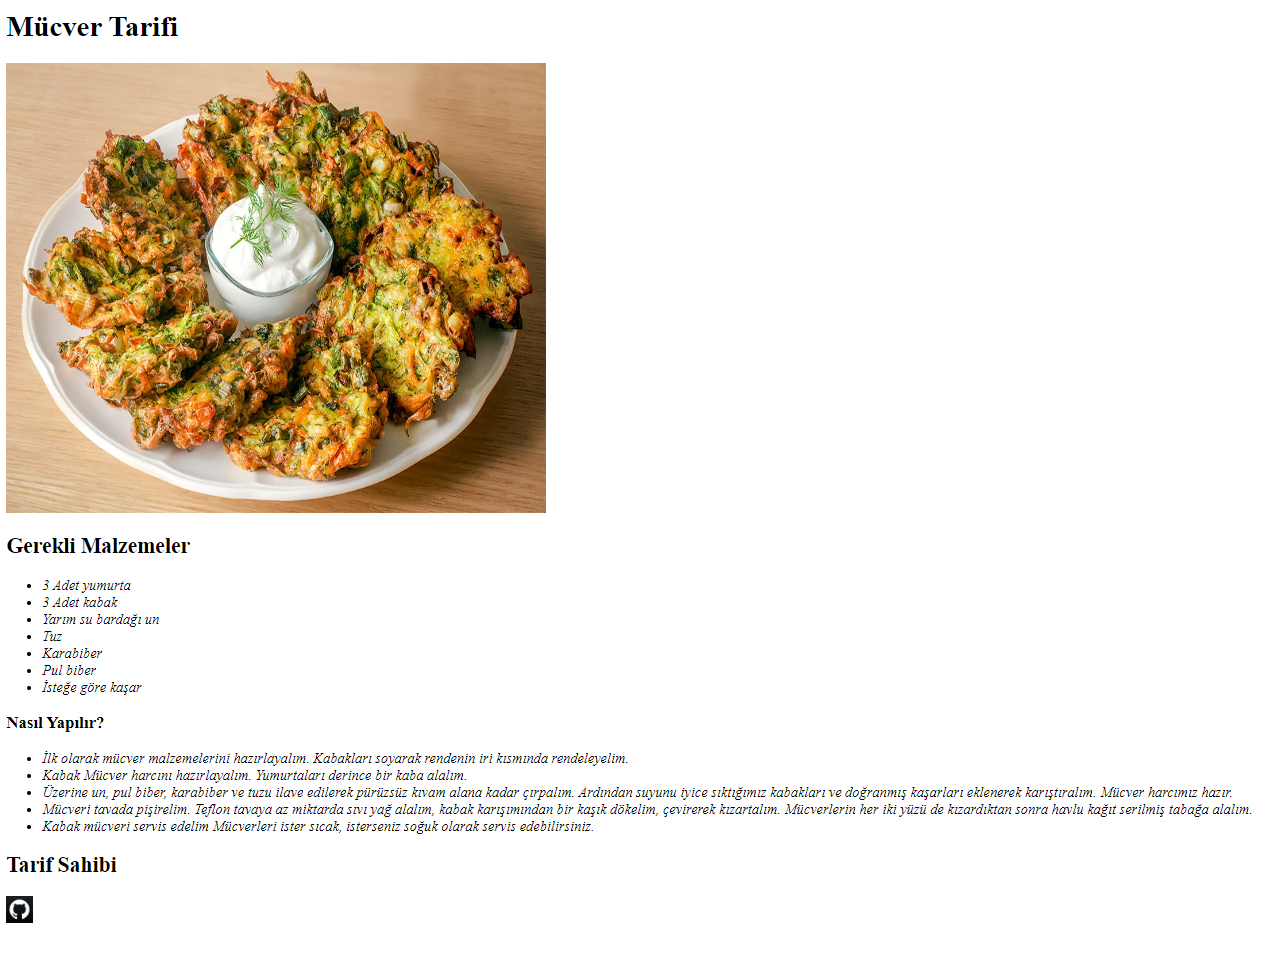 Mücver Tarifi
Gerekli Malzemeler
3 Adet yumurta
3 Adet kabak
Yarım su bardağı un
Tuz
Karabiber
Pul biber
İsteğe göre kaşar
Nasıl Yapılır?
İlk olarak mücver malzemelerini hazırlayalım. Kabakları soyarak rendenin iri kısmında rendeleyelim.
Kabak Mücver harcını hazırlayalım. Yumurtaları derince bir kaba alalım.
Üzerine un, pul biber, karabiber ve tuzu ilave edilerek pürüzsüz kıvam alana kadar çırpalım. Ardından suyunu iyice sıktığımız kabakları ve doğranmış kaşarları eklenerek karıştıralım. Mücver harcımız hazır.
Mücveri tavada pişirelim. Teflon tavaya az miktarda sıvı yağ alalım, kabak karışımından bir kaşık dökelim, çevirerek kızartalım. Mücverlerin her iki yüzü de kızardıktan sonra havlu kağıt serilmiş tabağa alalım.
Kabak mücveri servis edelim Mücverleri ister sıcak, isterseniz soğuk olarak servis edebilirsiniz.
Tarif Sahibi